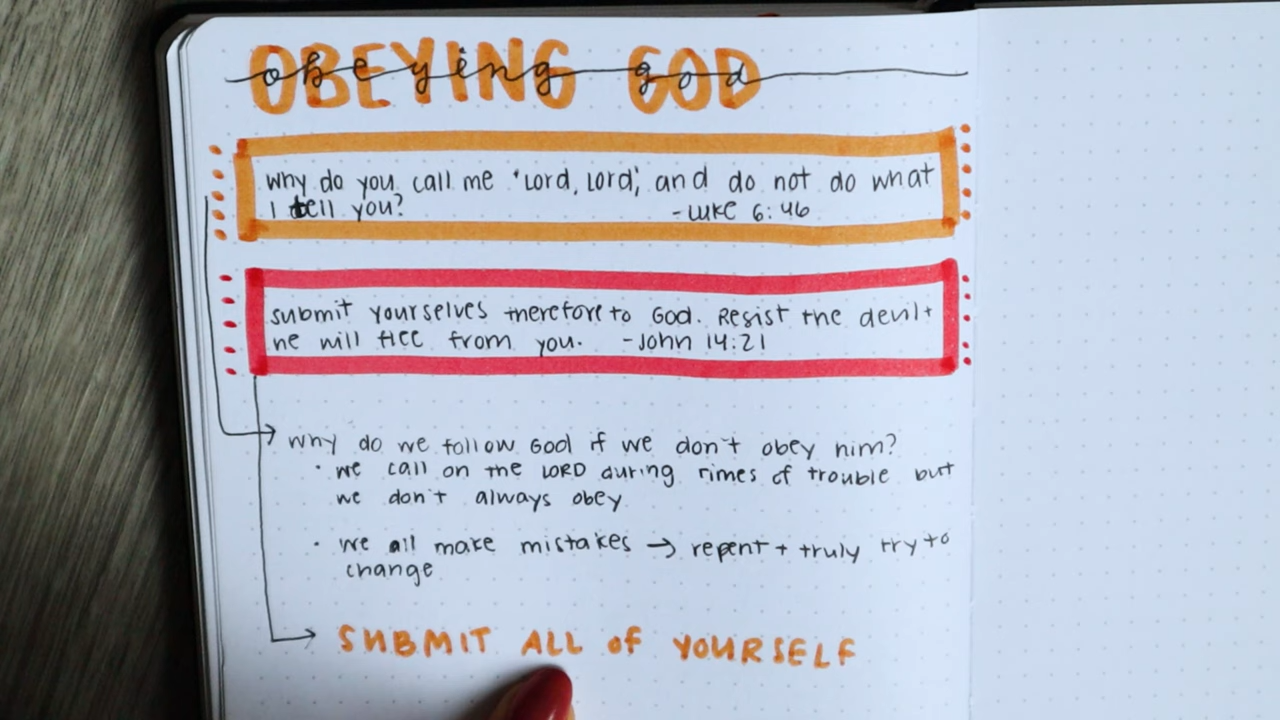 OBEYING GOD
obeying god
why do you call me 'Lord, Lord,' and do not do what
I tell you?
-Luke 6:46
submit yourselves therefore to God. Resist the devil +
he will flee from you. -John 14:21
why do we follow God if we don't obey him?
· we call on the LORD during times of trouble but
we don't always obey
· we all make mistakes → repent + truly try to
change
SUBMIT ALL OF YOURSELF